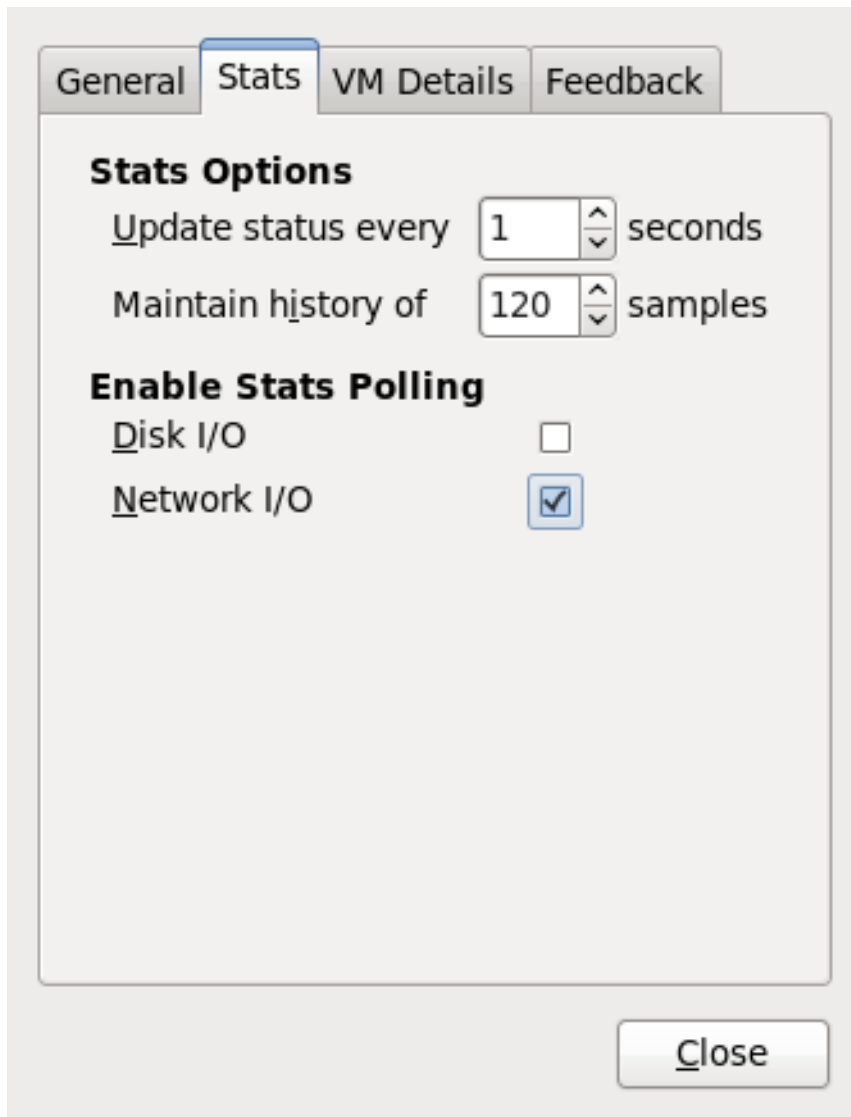 General Stats VM Details Feedback
Stats Options
Update status every 1 seconds
Maintain history of 120 samples
Enable Stats Polling
Disk I/O
Network I/O
Close